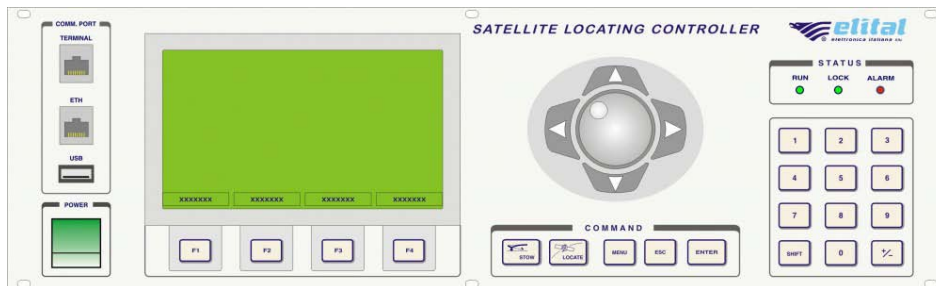 COMM. PORT
TERMINAL
ETH
USB
POWER
XXXXXXX XXXXXXX XXXXXXX XXXXXXX
F1 F2 F3 F4
SATELLITE LOCATING CONTROLLER
elital
elettronica italiana srl
STATUS
RUN LOCK ALARM
COMMAND
STOW LOCATE MENU ESC ENTER
1 2 3
4 5 6
7 8 9
SHIFT 0 +/-